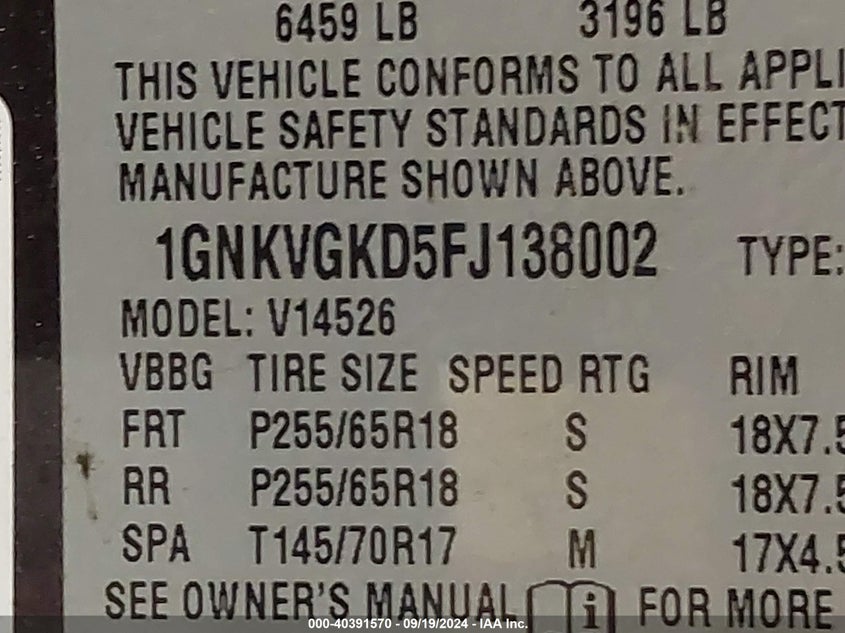 6459 LB 3196 LB
THIS VEHICLE CONFORMS TO ALL APPLI
VEHICLE SAFETY STANDARDS IN EFFECT
MANUFACTURE SHOWN ABOVE.
1GNKVGKD5FJ138002 TYPE:
MODEL: V14526
VBBG TIRE SIZE SPEED RTG RIM
FRT P255/65R18 S 18X7.5
RR P255/65R18 S 18X7.5
SPA T145/70R17 M 17X4.5
SEE OWNER'S MANUAL i FOR MORE
000-40391570 - 09/19/2024 - IAA Inc.